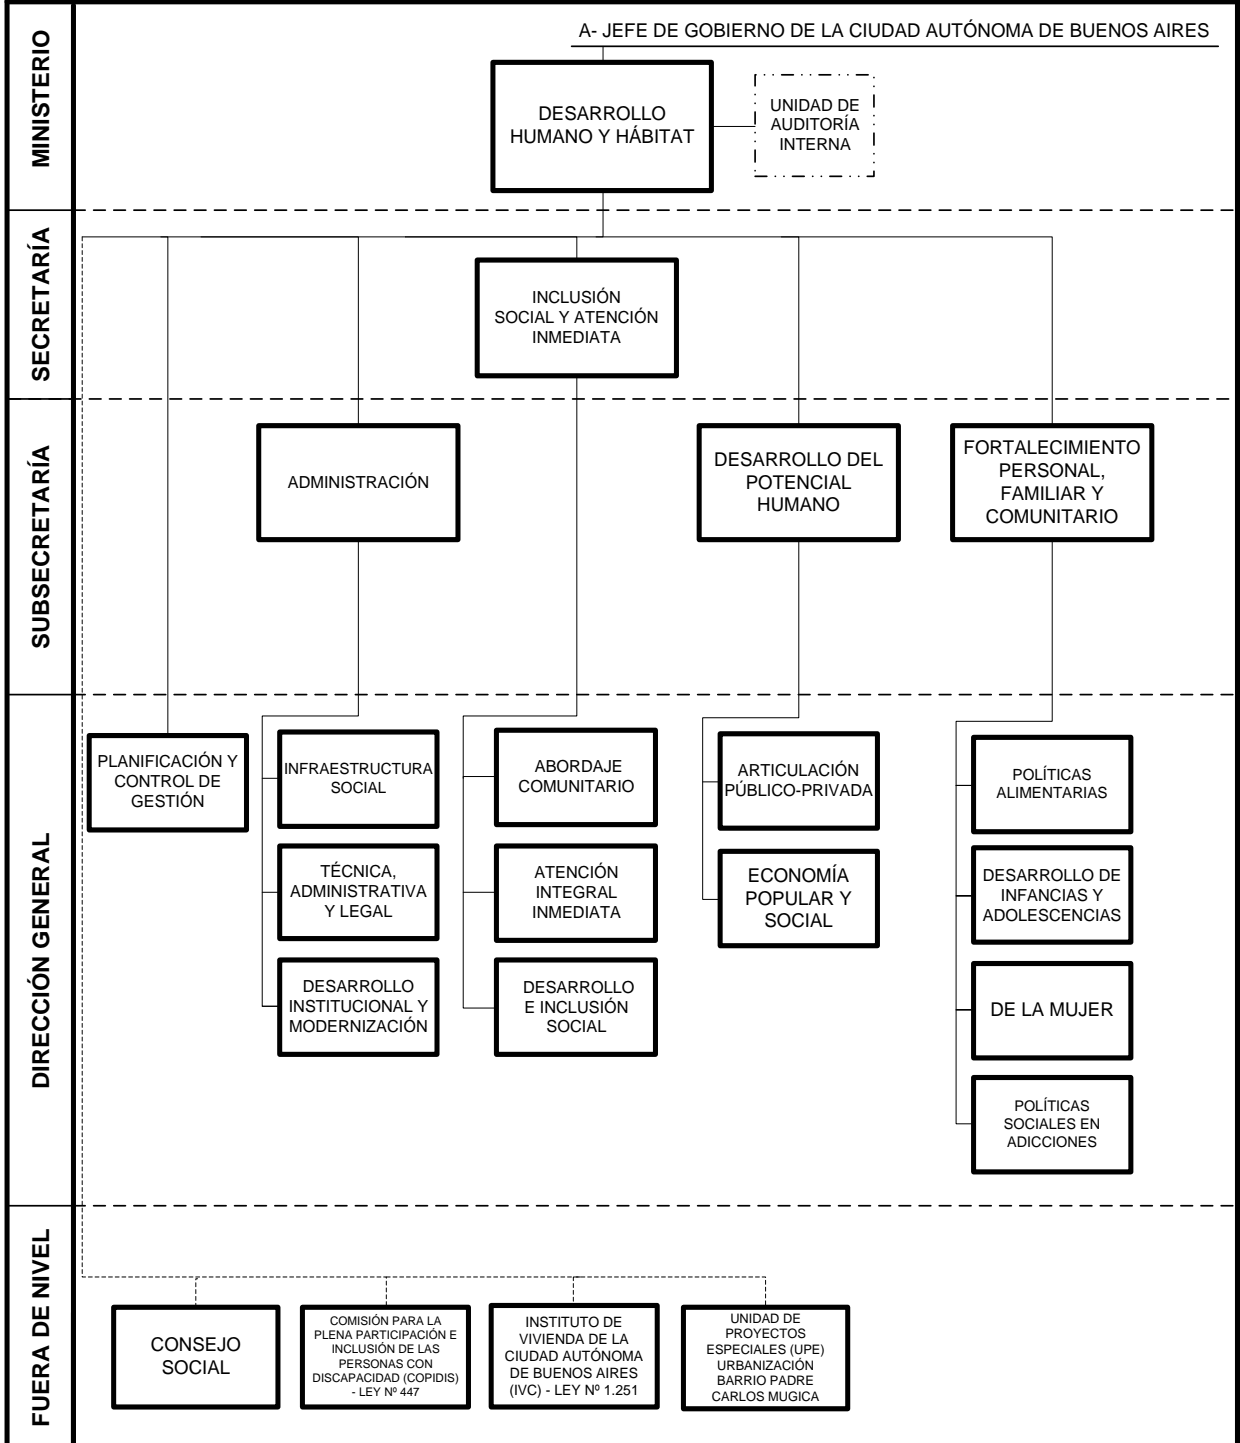 A- JEFE DE GOBIERNO DE LA CIUDAD AUTÓNOMA DE BUENOS AIRES
MINISTERIO
DESARROLLO
HUMANO Y HÁBITAT
UNIDAD DE
AUDITORÍA
INTERNA
SECRETARÍA
INCLUSIÓN
SOCIAL Y ATENCIÓN
INMEDIATA
SUBSECRETARÍA
ADMINISTRACIÓN
DESARROLLO DEL
POTENCIAL
HUMANO
FORTALECIMIENTO
PERSONAL,
FAMILIAR Y
COMUNITARIO
DIRECCIÓN GENERAL
PLANIFICACIÓN Y
CONTROL DE
GESTIÓN
INFRAESTRUCTURA
SOCIAL
TÉCNICA,
ADMINISTRATIVA
Y LEGAL
DESARROLLO
INSTITUCIONAL Y
MODERNIZACIÓN
ABORDAJE
COMUNITARIO
ATENCIÓN
INTEGRAL
INMEDIATA
DESARROLLO
E INCLUSIÓN
SOCIAL
ARTICULACIÓN
PÚBLICO-PRIVADA
ECONOMÍA
POPULAR Y
SOCIAL
POLÍTICAS
ALIMENTARIAS
DESARROLLO DE
INFANCIAS Y
ADOLESCENCIAS
DE LA MUJER
POLÍTICAS
SOCIALES EN
ADICCIONES
FUERA DE NIVEL
CONSEJO
SOCIAL
COMISIÓN PARA LA
PLENA PARTICIPACIÓN E
INCLUSIÓN DE LAS
PERSONAS CON
DISCAPACIDAD (COPIDIS)
- LEY Nº 447
INSTITUTO DE
VIVIENDA DE LA
CIUDAD AUTÓNOMA
DE BUENOS AIRES
(IVC) - LEY Nº 1.251
UNIDAD DE
PROYECTOS
ESPECIALES (UPE)
URBANIZACIÓN
BARRIO PADRE
CARLOS MUGICA